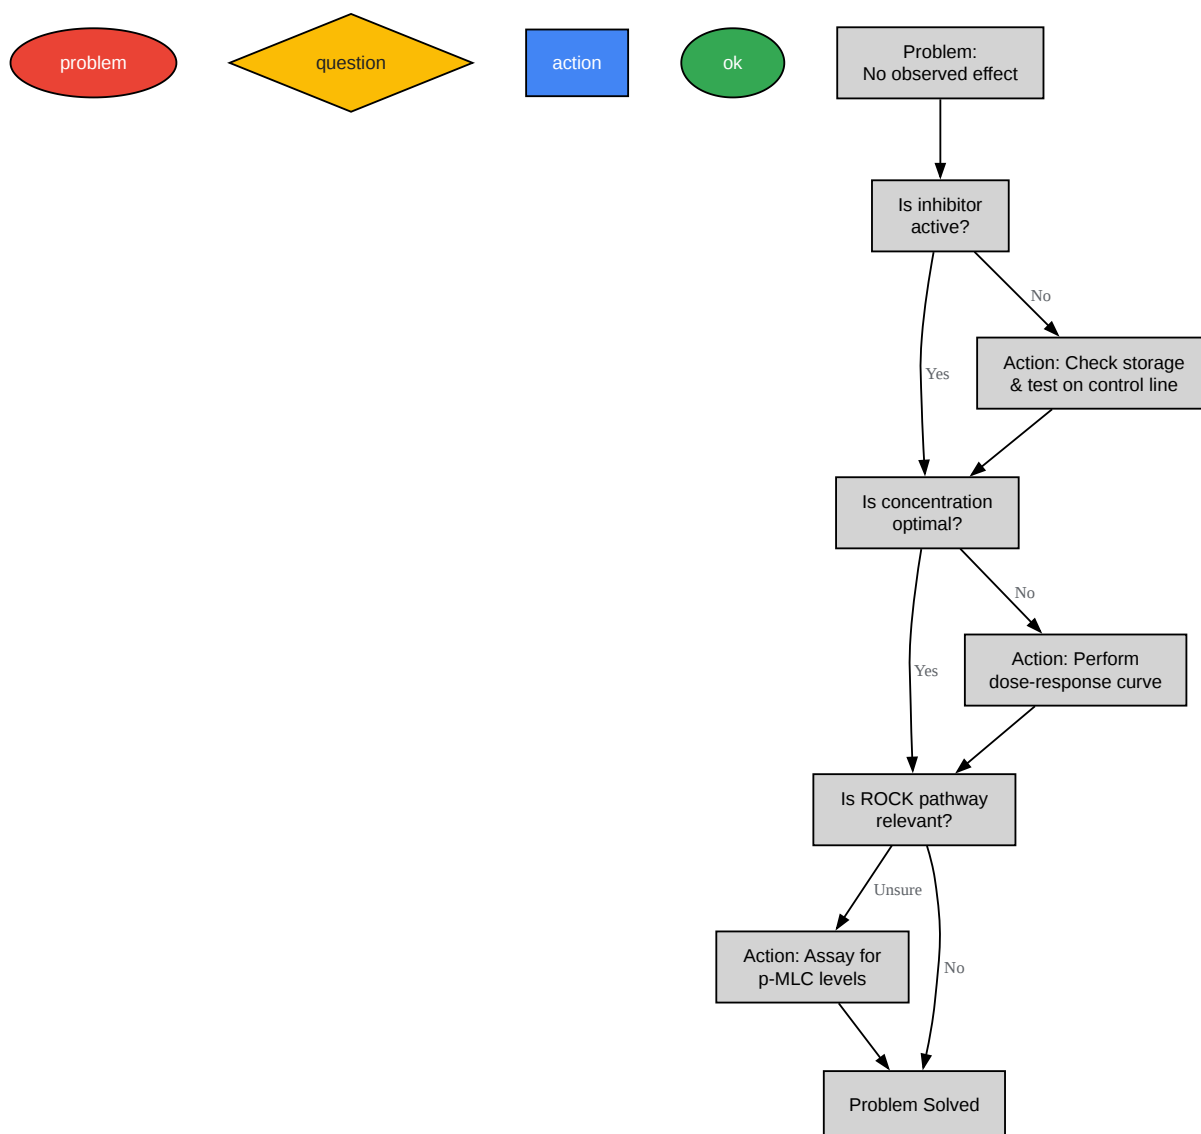 problem
question
action
ok
Problem:
No observed effect
Is inhibitor
active?
No
Action: Check storage
& test on control line
Yes
Is concentration
optimal?
No
Action: Perform
dose-response curve
Yes
Is ROCK pathway
relevant?
Unsure
Action: Assay for
p-MLC levels
No
Problem Solved